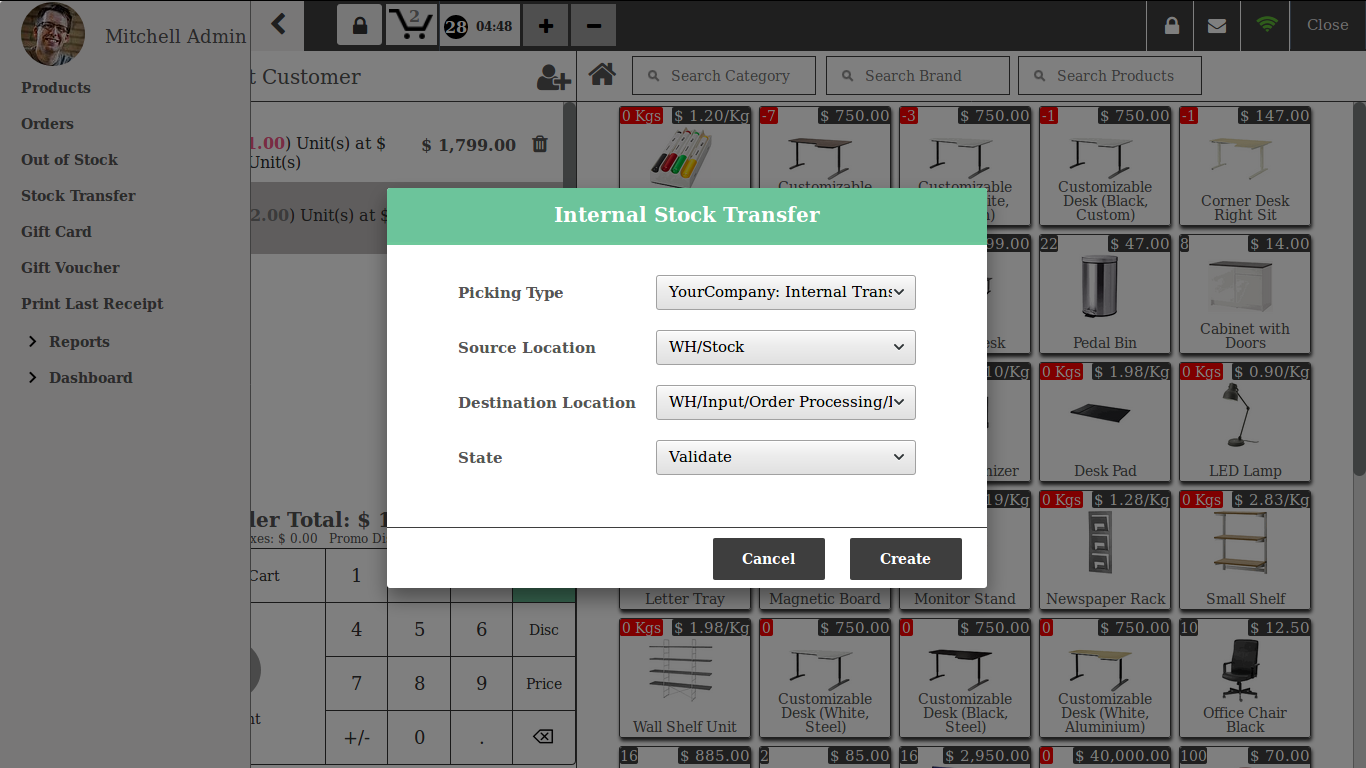 Mitchell Admin
2
28 04:48
+
−
Close
t Customer
Search Category
Search Brand
Search Products
Products
Orders
Out of Stock
Stock Transfer
Gift Card
Gift Voucher
Print Last Receipt
Reports
Dashboard
1.00) Unit(s) at $
Unit(s)
$ 1,799.00
2.00) Unit(s) at $
0 Kgs $ 1.20/Kg
-7 $ 750.00
Customizable
-3 $ 750.00
Customizable
-1 $ 750.00
Customizable
Desk (Black,
Custom)
-1 $ 147.00
Corner Desk
Right Sit
99.00
22 $ 47.00
Pedal Bin
8 $ 14.00
Cabinet with
Doors
0 Kgs $ 1.98/Kg
Desk Pad
0 Kgs $ 0.90/Kg
LED Lamp
Internal Stock Transfer
Picking Type
YourCompany: Internal Trans
Source Location
WH/Stock
Destination Location
WH/Input/Order Processing/
State
Validate
Cancel
Create
Letter Tray
Magnetic Board
19/Kg
Monitor Stand
0 Kgs $ 1.28/Kg
Newspaper Rack
0 Kgs $ 2.83/Kg
Small Shelf
der Total: $ 1
xes: $ 0.00 Promo Di
Cart
1
4 5 6 Disc
7 8 9 Price
nt
+/- 0 .
0 Kgs $ 1.98/Kg
Wall Shelf Unit
0 $ 750.00
Customizable
Desk (White,
Steel)
0 $ 750.00
Customizable
Desk (Black,
Steel)
0 $ 750.00
Customizable
Desk (White,
Aluminium)
10 $ 12.50
Office Chair
Black
16 $ 885.00
2 $ 85.00
16 $ 2,950.00
0 $ 40,000.00
100 $ 70.00